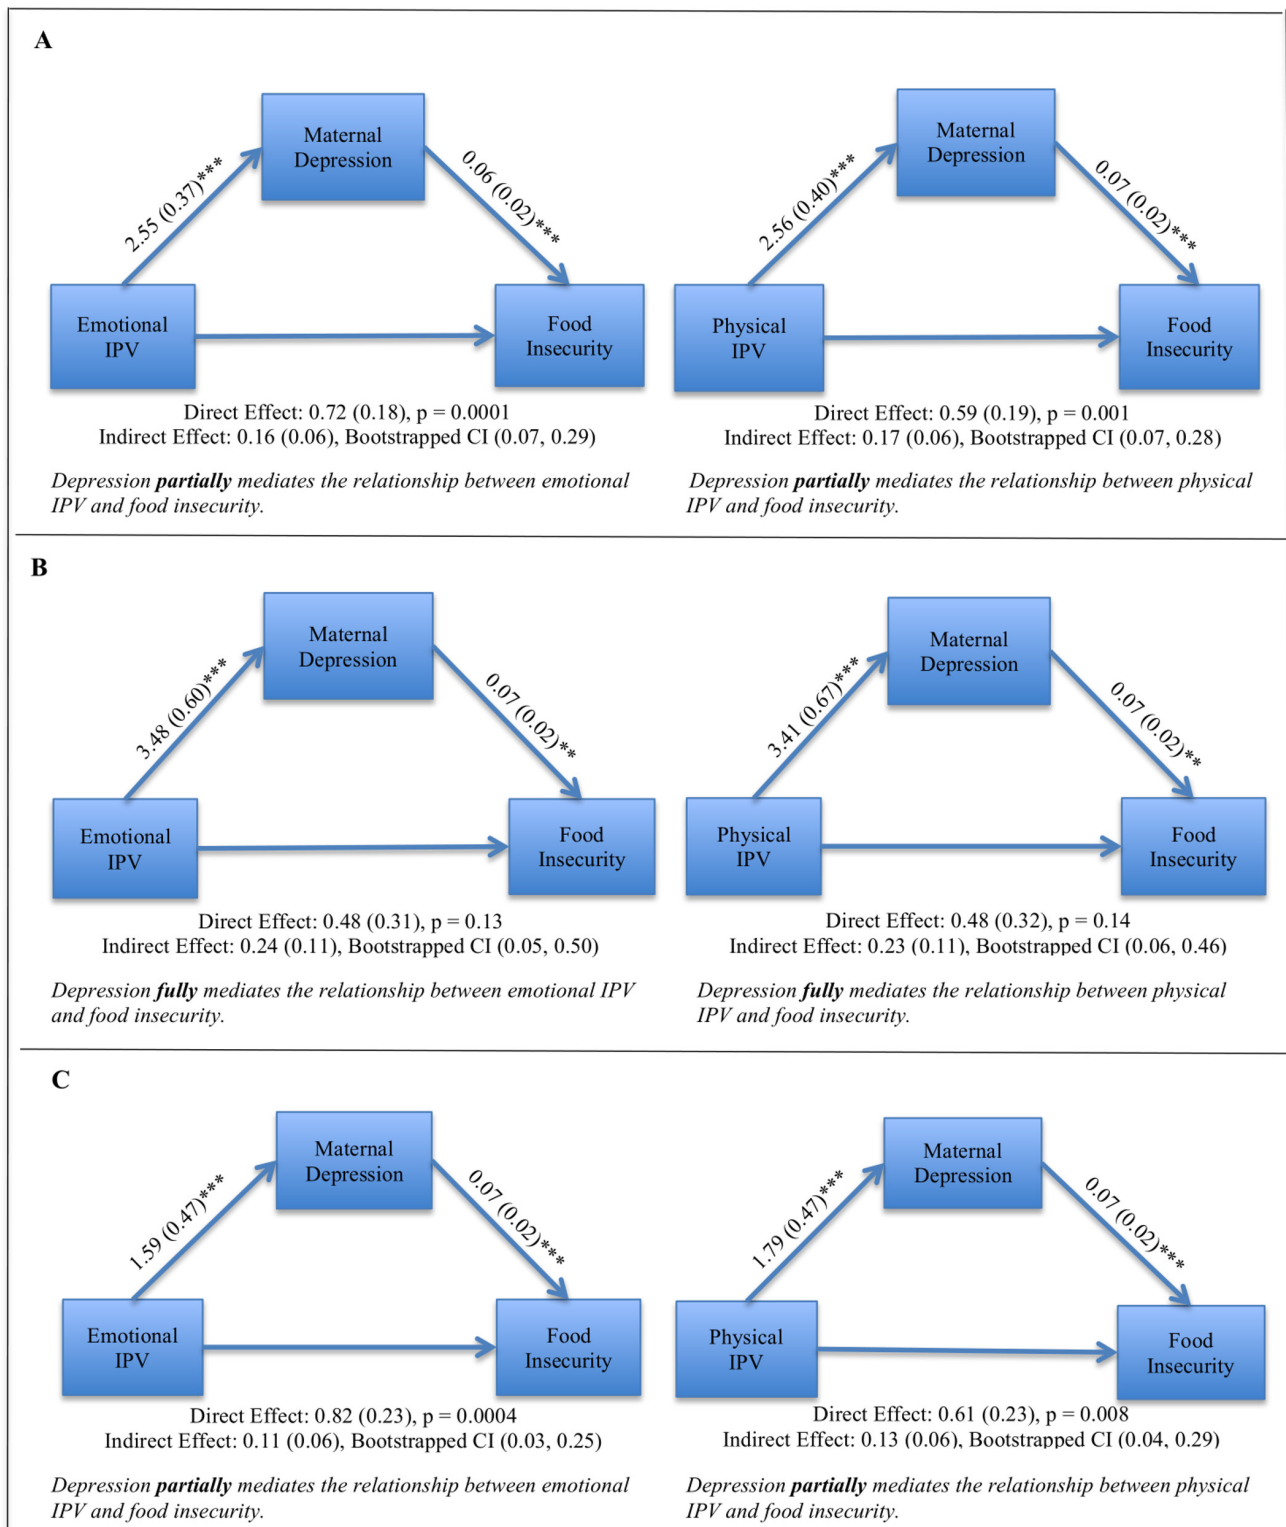 A
Maternal
Depression
2.55 (0.37)***
0.06 (0.02)***
Emotional
IPV
Food
Insecurity
Direct Effect: 0.72 (0.18), p = 0.0001
Indirect Effect: 0.16 (0.06), Bootstrapped CI (0.07, 0.29)
Depression partially mediates the relationship between emotional
IPV and food insecurity.
Maternal
Depression
2.56 (0.40)***
0.07 (0.02)***
Physical
IPV
Food
Insecurity
Direct Effect: 0.59 (0.19), p = 0.001
Indirect Effect: 0.17 (0.06), Bootstrapped CI (0.07, 0.28)
Depression partially mediates the relationship between physical
IPV and food insecurity.
B
Maternal
Depression
3.48 (0.60)***
0.07 (0.02)**
Emotional
IPV
Food
Insecurity
Direct Effect: 0.48 (0.31), p = 0.13
Indirect Effect: 0.24 (0.11), Bootstrapped CI (0.05, 0.50)
Depression fully mediates the relationship between emotional IPV
and food insecurity.
Maternal
Depression
3.41 (0.67)***
0.07 (0.02)**
Physical
IPV
Food
Insecurity
Direct Effect: 0.48 (0.32), p = 0.14
Indirect Effect: 0.23 (0.11), Bootstrapped CI (0.06, 0.46)
Depression fully mediates the relationship between physical
IPV and food insecurity.
C
Maternal
Depression
1.59 (0.47)***
0.07 (0.02)***
Emotional
IPV
Food
Insecurity
Direct Effect: 0.82 (0.23), p = 0.0004
Indirect Effect: 0.11 (0.06), Bootstrapped CI (0.03, 0.25)
Depression partially mediates the relationship between emotional
IPV and food insecurity.
Maternal
Depression
1.79 (0.47)***
0.07 (0.02)***
Physical
IPV
Food
Insecurity
Direct Effect: 0.61 (0.23), p = 0.008
Indirect Effect: 0.13 (0.06), Bootstrapped CI (0.04, 0.29)
Depression partially mediates the relationship between physical
IPV and food insecurity.